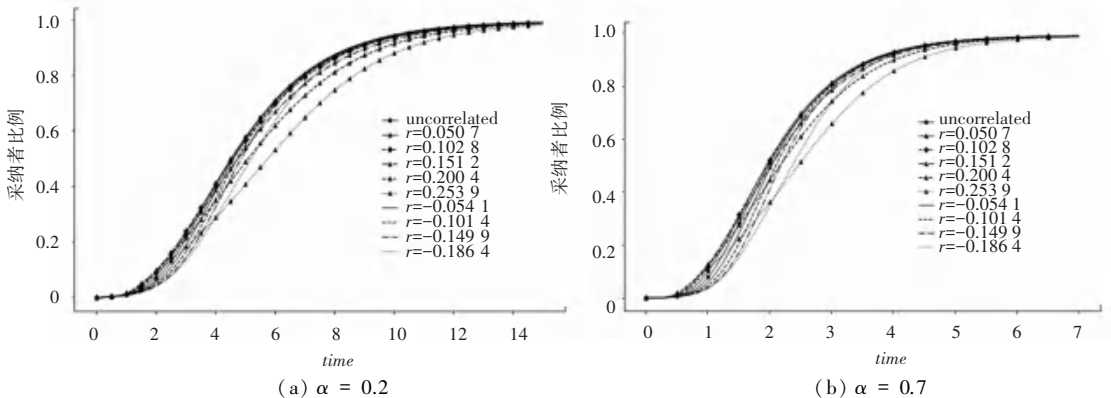 1.0
0.8
0.6
0.4
0.2
0
采纳者比例
uncorrelated
r=0.050 7
r=0.102 8
r=0.151 2
r=0.200 4
r=0.253 9
r=-0.054 1
r=-0.101 4
r=-0.149 9
r=-0.186 4
0 2 4 6 8 10 12 14
time
(a) α = 0.2
1.0
0.8
0.6
0.4
0.2
0
采纳者比例
uncorrelated
r=0.050 7
r=0.102 8
r=0.151 2
r=0.200 4
r=0.253 9
r=-0.054 1
r=-0.101 4
r=-0.149 9
r=-0.186 4
0 1 2 3 4 5 6 7
time
(b) α = 0.7